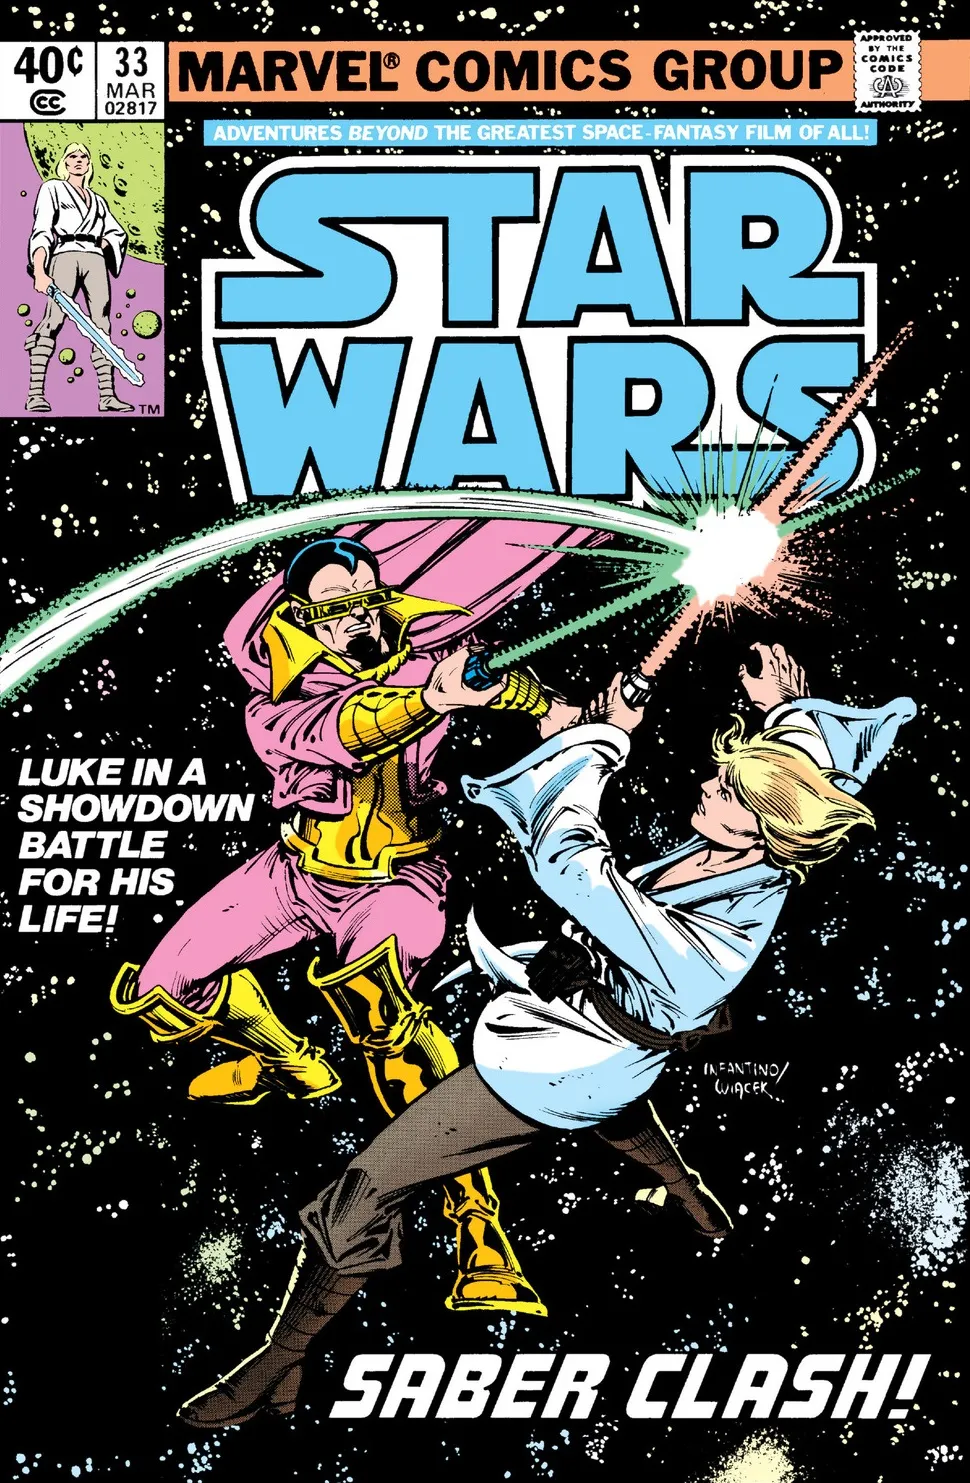 40¢
CC
33
MAR
02817
MARVEL® COMICS GROUP
APPROVED
BY THE
COMICS
CODE
AUTHORITY
ADVENTURES BEYOND THE GREATEST SPACE-FANTASY FILM OF ALL!
STAR
WARS
TM
LUKE IN A
SHOWDOWN
BATTLE
FOR HIS
LIFE!
INFANTINO/
WIACEK
SABER CLASH!